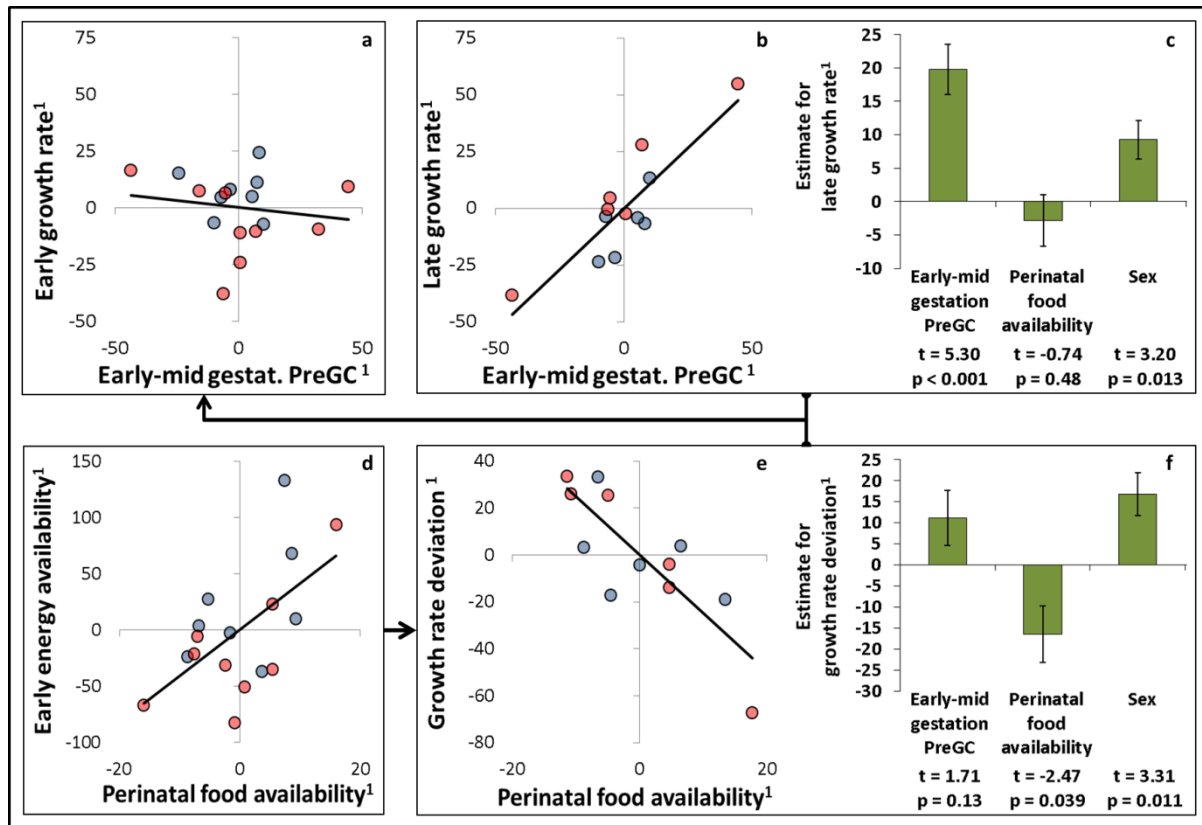 a
75
50
25
0
-25
-50
-50 0 50
Early growth rate¹
Early-mid gestat. PreGC ¹
b
75
50
25
0
-25
-50
-50 0 50
Late growth rate¹
Early-mid gestat. PreGC ¹
c
Estimate for
late growth rate¹
25
20
15
10
5
0
-5
-10
Early-mid
gestation
PreGC
t = 5.30
p < 0.001
Perinatal
food
availability
t = -0.74
p = 0.48
Sex
t = 3.20
p = 0.013
d
150
100
50
0
-50
-100
-20 0 20
Early energy availability¹
Perinatal food availability¹
e
40
20
0
-20
-40
-60
-80
-20 0 20
Growth rate deviation ¹
Perinatal food availability¹
f
Estimate for
growth rate deviation¹
25
20
15
10
5
0
-5
-10
-15
-20
-25
-30
Early-mid
gestation
PreGC
t = 1.71
p = 0.13
Perinatal
food
availability
t = -2.47
p = 0.039
Sex
t = 3.31
p = 0.011